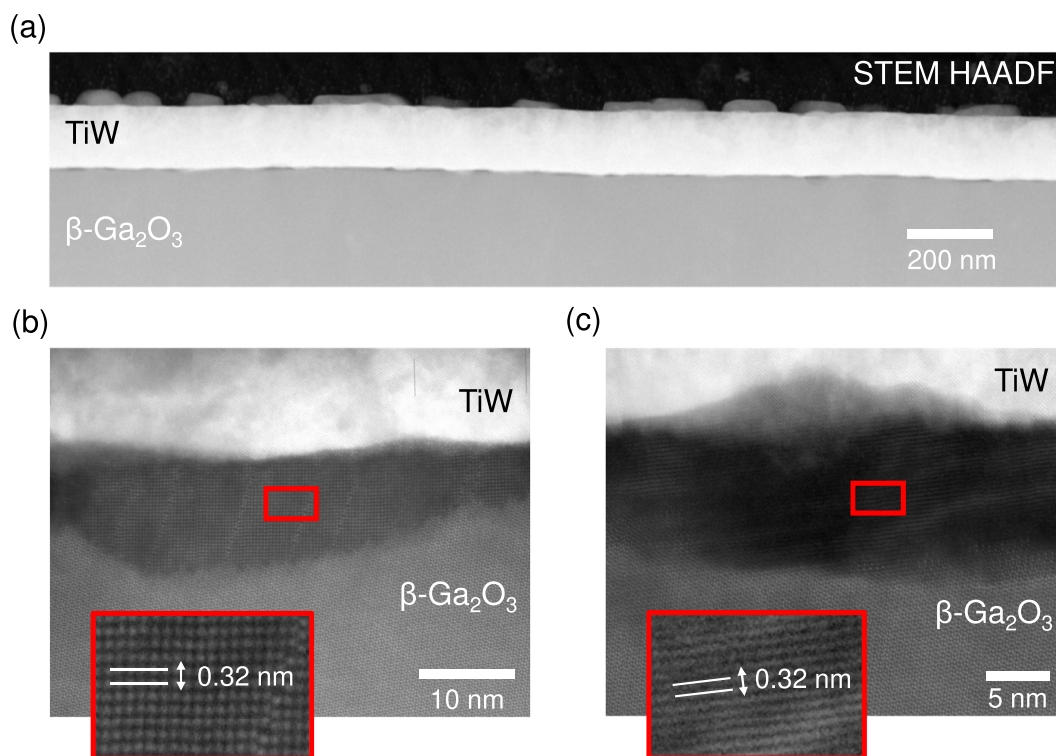 (a)
STEM HAADF
TiW
β-Ga₂O₃
200 nm
(b)
(c)
TiW
TiW
β-Ga₂O₃
β-Ga₂O₃
0.32 nm
0.32 nm
10 nm
5 nm